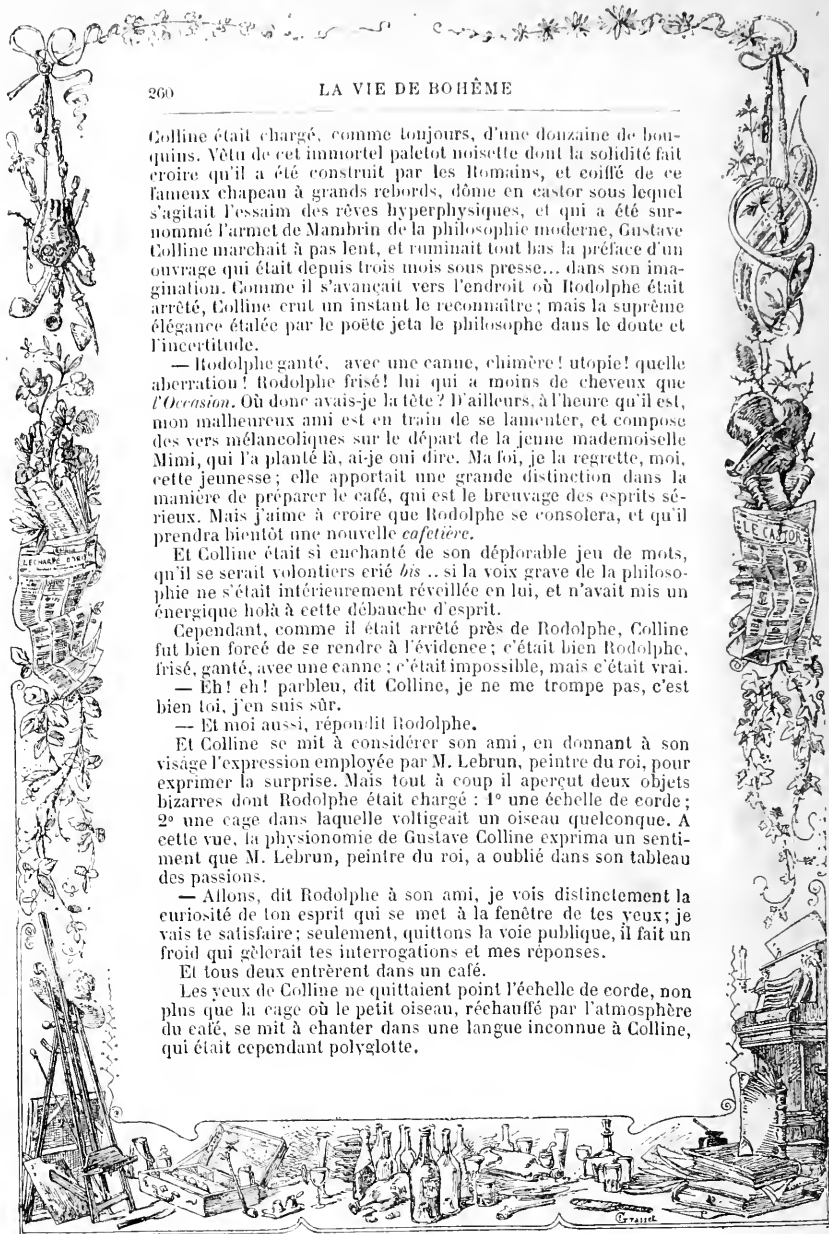 260
LA VIE DE BOHÊME
Colline était chargé, comme toujours, d'une douzaine de bou-
quins. Vêtu de cet immortel paletot noisette dont la solidité fait
croire qu'il a été construit par les Romains, et coiffé de ce
fameux chapeau à grands rebords, dôme en castor sous lequel
s'agitait l'essaim des rêves hyperphysiques, et qui a été sur-
nommé l'armet de Mambrin de la philosophie moderne, Gustave
Colline marchait à pas lent, et ruminait tout bas la préface d'un
ouvrage qui était depuis trois mois sous presse... dans son ima-
gination. Comme il s'avançait vers l'endroit où Rodolphe était
arrêté, Colline crut un instant le reconnaître ; mais la suprême
élégance étalée par le poëte jeta le philosophe dans le doute et
l'incertitude.
— Rodolphe ganté, avec une canne, chimère ! utopie ! quelle
aberration ! Rodolphe frisé ! lui qui a moins de cheveux que
l'Occasion. Où donc avais-je la tête ? D'ailleurs, à l'heure qu'il est,
mon malheureux ami est en train de se lamenter, et compose
des vers mélancoliques sur le départ de la jeune mademoiselle
Mimi, qui l'a planté là, ai-je ouï dire. Ma foi, je la regrette, moi,
cette jeunesse ; elle apportait une grande distinction dans la
manière de préparer le café, qui est le breuvage des esprits sé-
rieux. Mais j'aime à croire que Rodolphe se consolera, et qu'il
prendra bientôt une nouvelle cafetière.
Et Colline était si enchanté de son déplorable jeu de mots,
qu'il se serait volontiers crié bis .. si la voix grave de la philoso-
phie ne s'était intérieurement réveillée en lui, et n'avait mis un
énergique holà à cette débauche d'esprit.
Cependant, comme il était arrêté près de Rodolphe, Colline
fut bien forcé de se rendre à l'évidence ; c'était bien Rodolphe,
frisé, ganté, avec une canne ; c'était impossible, mais c'était vrai.
— Eh ! eh ! parbleu, dit Colline, je ne me trompe pas, c'est
bien toi, j'en suis sûr.
— Et moi aussi, répondit Rodolphe.
Et Colline se mit à considérer son ami, en donnant à son
visage l'expression employée par M. Lebrun, peintre du roi, pour
exprimer la surprise. Mais tout à coup il aperçut deux objets
bizarres dont Rodolphe était chargé : 1° une échelle de corde ;
2° une cage dans laquelle voltigeait un oiseau quelconque. A
cette vue, la physionomie de Gustave Colline exprima un senti-
ment que M. Lebrun, peintre du roi, a oublié dans son tableau
des passions.
— Allons, dit Rodolphe à son ami, je vois distinctement la
curiosité de ton esprit qui se met à la fenêtre de tes yeux ; je
vais te satisfaire ; seulement, quittons la voie publique, il fait un
froid qui gèlerait tes interrogations et mes réponses.
Et tous deux entrèrent dans un café.
Les yeux de Colline ne quittaient point l'échelle de corde, non
plus que la cage où le petit oiseau, réchauffé par l'atmosphère
du café, se mit à chanter dans une langue inconnue à Colline,
qui était cependant polyglotte.
LE CASTOR
Grasset